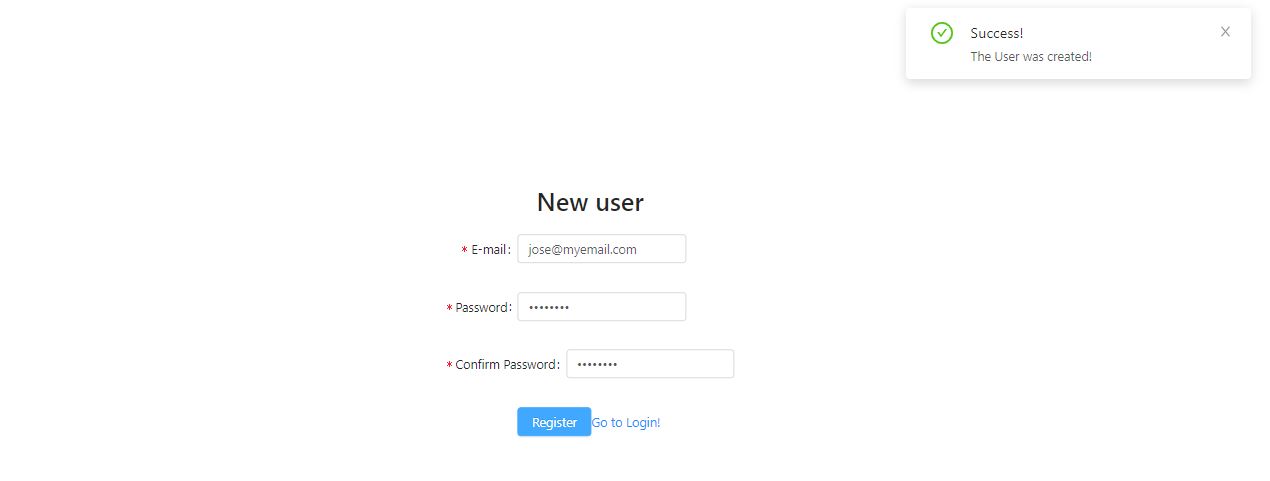 Success!
The User was created!
New user
* E-mail: jose@myemail.com
* Password: ••••••••
* Confirm Password: ••••••••
Register Go to Login!